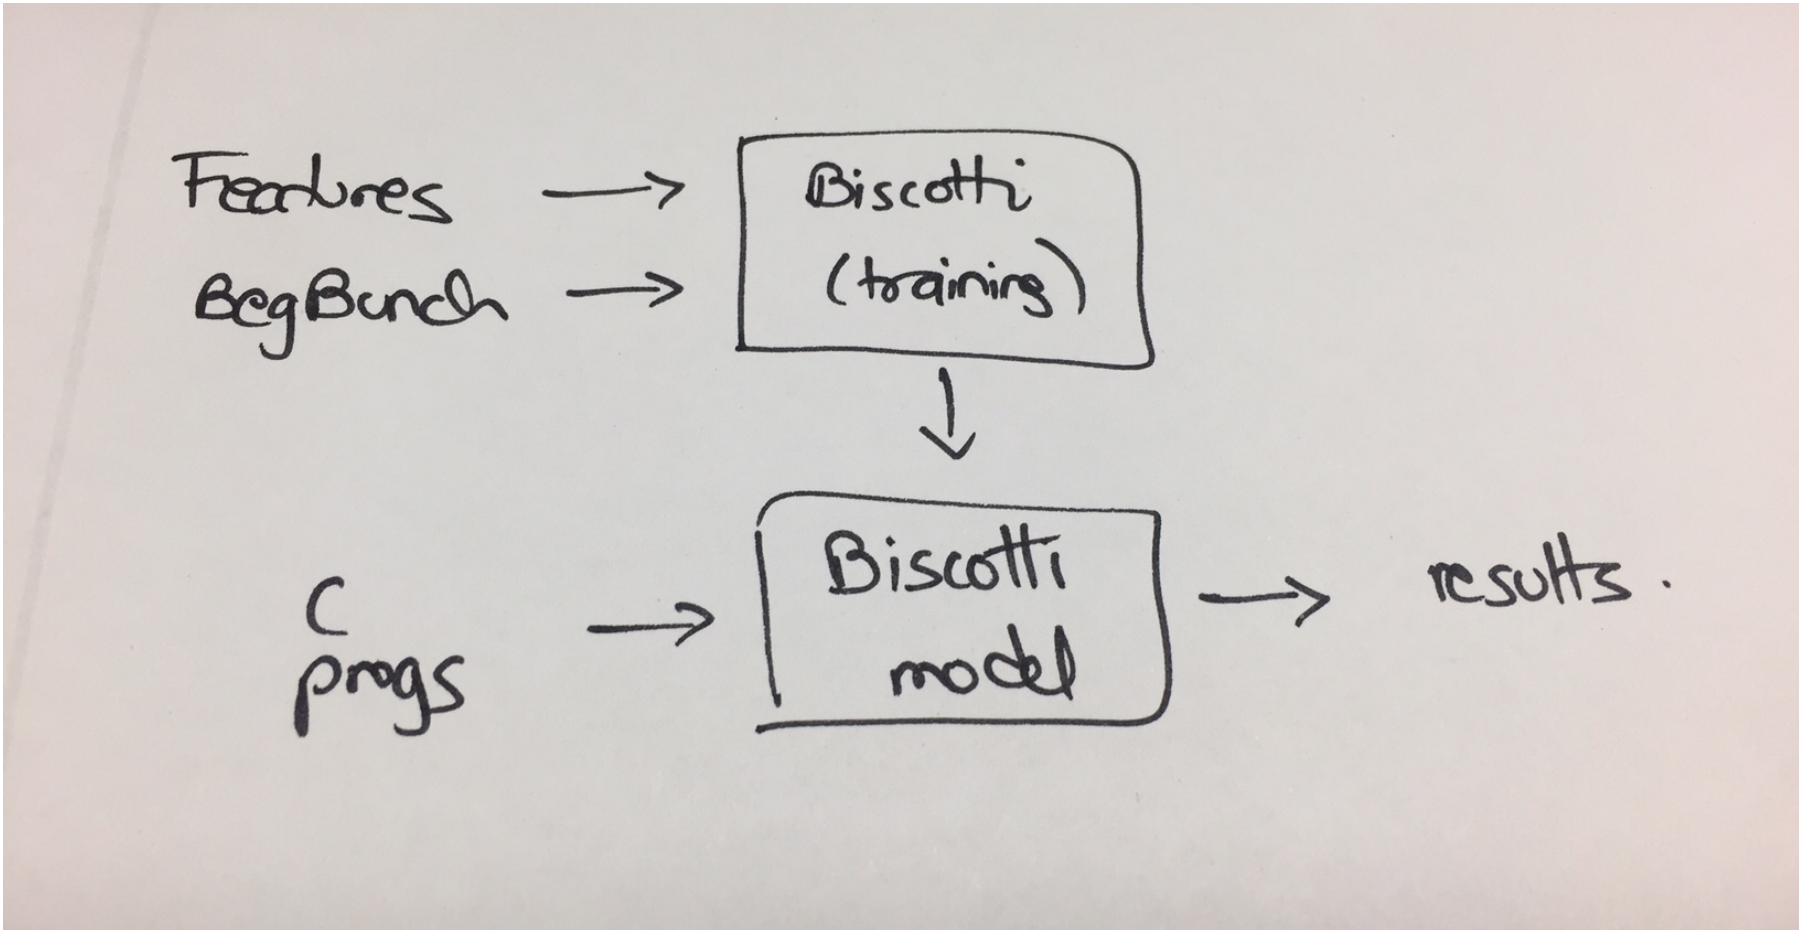 Features
Biscotti
(training)
BegBunch
Biscotti
model
C
progs
results.